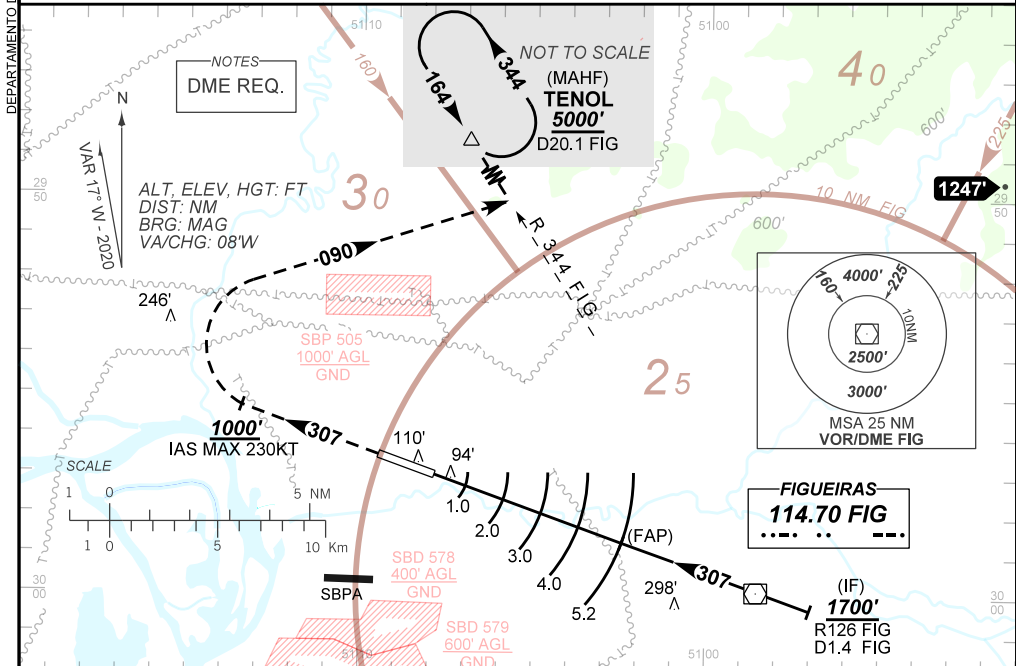 DEPARTAMENTO D
51 10
51 00
NOT TO SCALE
344
164
(MAHF)
TENOL
5000'
D20.1 FIG
NOTES
DME REQ.
160
40
600'
225
N
VAR 17° W - 2020
ALT, ELEV, HGT: FT
DIST: NM
BRG: MAG
VA/CHG: 08'W
29
50
30
1247'
29
50
10 NM FIG
600'
090
R 344 FIG
246'
SBP 505
1000' AGL
GND
25
160
4000'
225
10NM
2500'
3000'
MSA 25 NM
VOR/DME FIG
1000'
IAS MAX 230KT
307
110'
94'
SCALE
1 0 5 NM
1 0 5 10 Km
1.0
2.0
3.0
4.0
5.2
(FAP)
FIGUEIRAS
114.70 FIG
307
298'
(IF)
1700'
R126 FIG
D1.4 FIG
30
00
30
00
SBPA
SBD 578
400' AGL
GND
SBD 579
600' AGL
GND
51 10
51 00